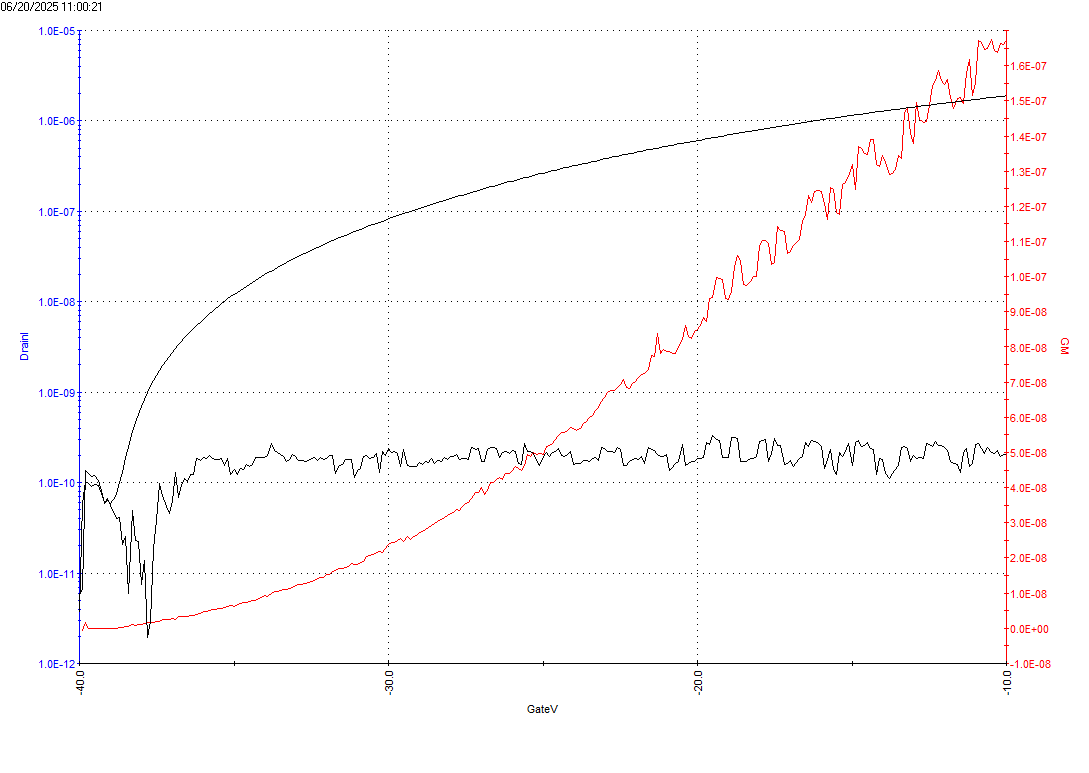 06/20/2025 11:00:21
1.0E-05
1.0E-06
1.0E-07
1.0E-08
1.0E-09
1.0E-10
1.0E-11
1.0E-12
DrainI
1.6E-07
1.5E-07
1.4E-07
1.3E-07
1.2E-07
1.1E-07
1.0E-07
9.0E-08
8.0E-08
7.0E-08
6.0E-08
5.0E-08
4.0E-08
3.0E-08
2.0E-08
1.0E-08
0.0E+00
-1.0E-08
GM
-40.0
-30.0
-20.0
-10.0
GateV